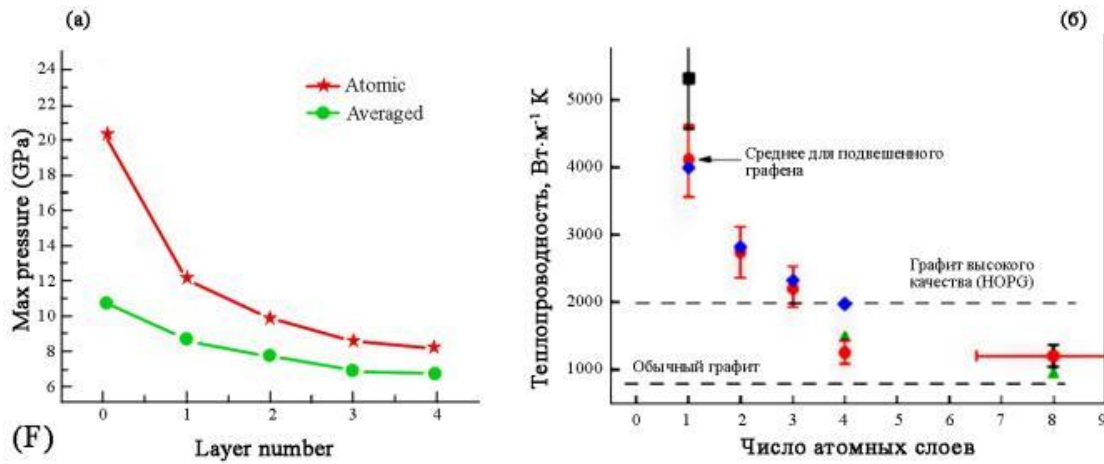 (а)
Max pressure (GPa)
24
22
20
18
16
14
12
10
8
6
Atomic
Averaged
0 1 2 3 4
Layer number
(F)
(б)
Теплопроводность, Вт·м⁻¹ К
5000
4000
3000
2000
1000
Среднее для подвешенного
графена
Графит высокого
качества (HOPG)
Обычный графит
0 1 2 3 4 5 6 7 8 9
Число атомных слоев